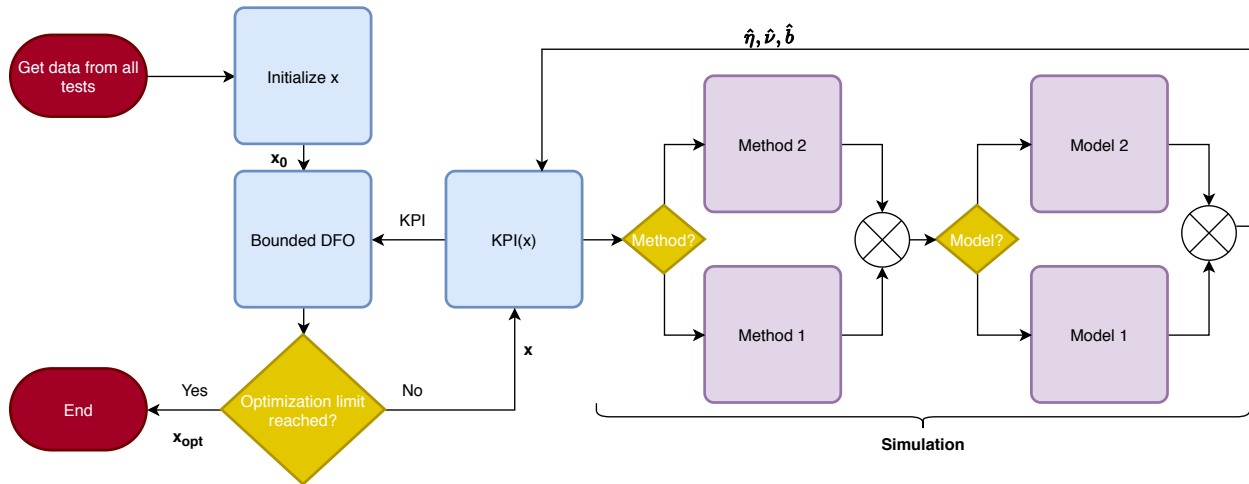 η̂, ν̂, b̂
Get data from all
tests
Initialize x
Method 2
Model 2
x₀
Bounded DFO
KPI
KPI(x)
Method?
Model?
Method 1
Model 1
x
Yes
No
End
Optimization limit
reached?
xₒₚₜ
Simulation